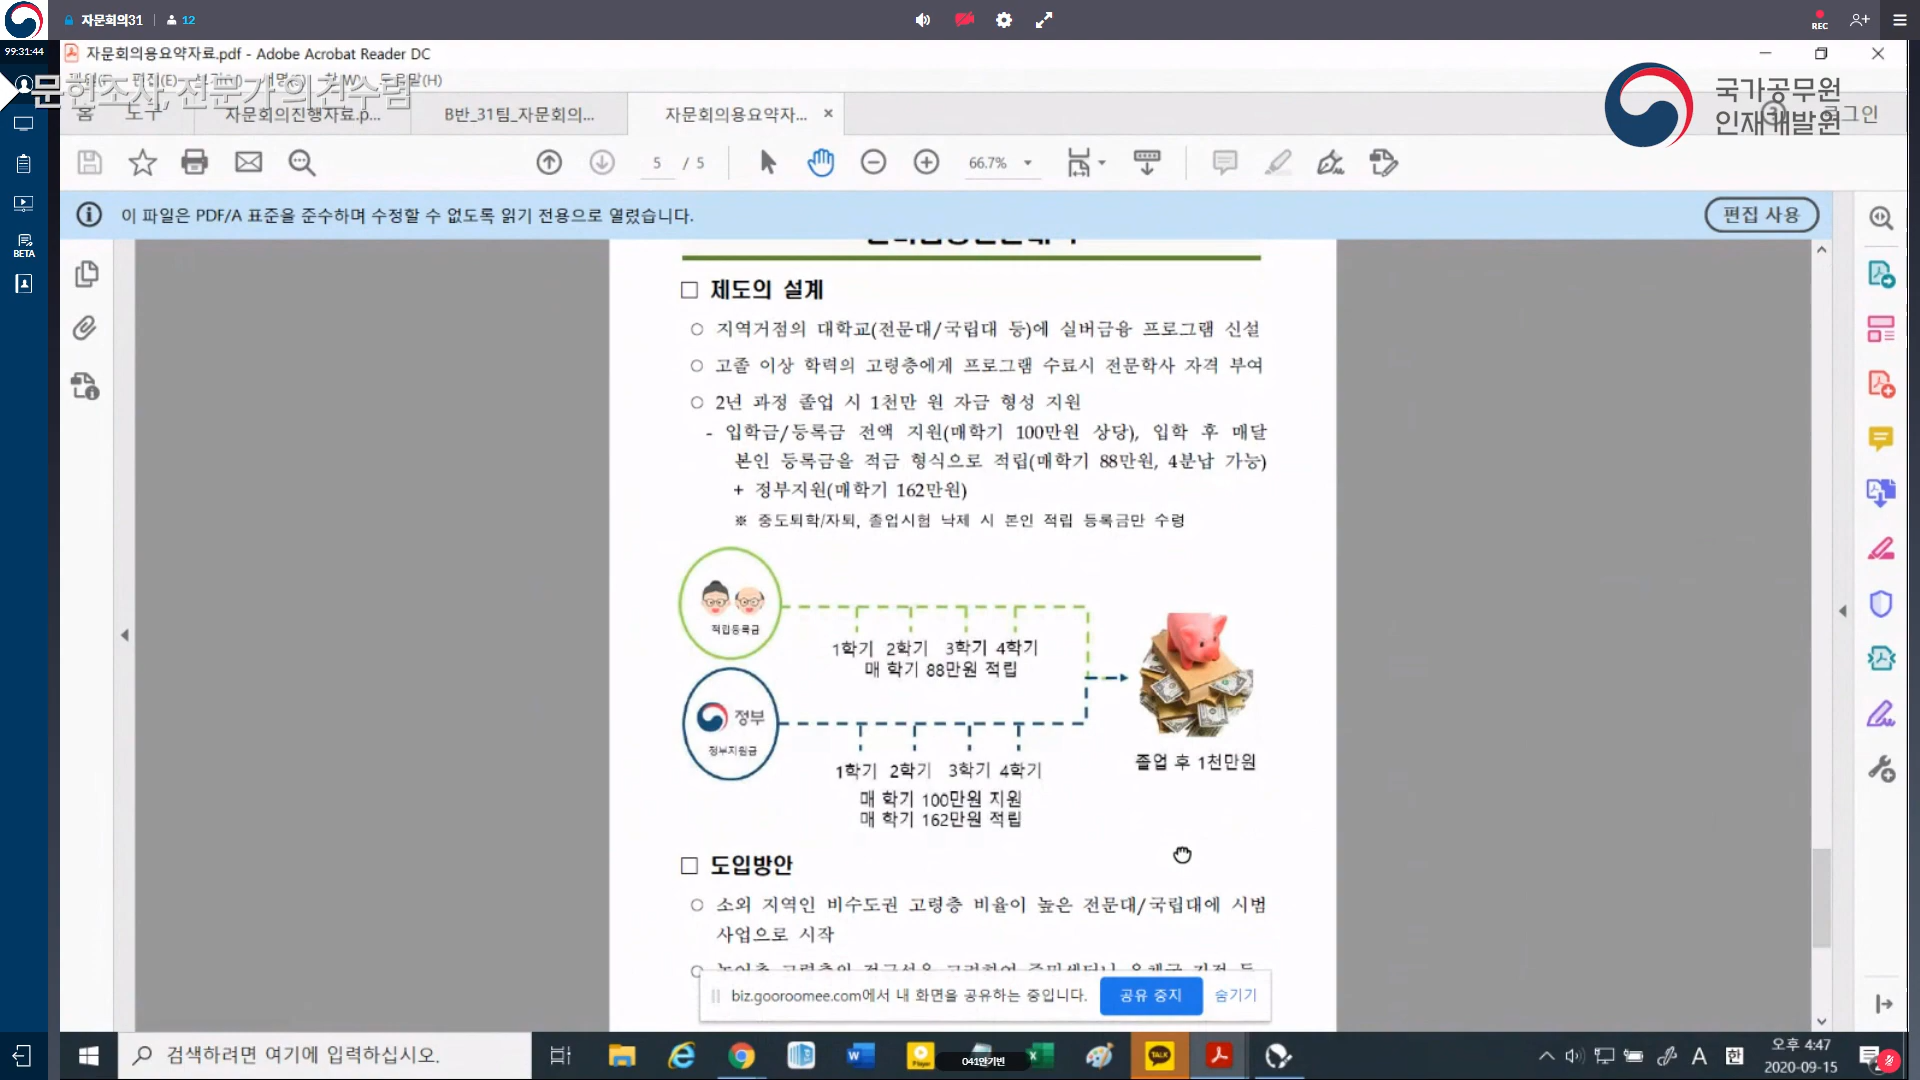 자문회의31
12
REC
99:31:44
자문회의용요약자료.pdf - Adobe Acrobat Reader DC
문헌조사, 전문가 의견수렴
국가공무원
인재개발원
홈
도구
자문회의진행자료.p...
B반_31팀_자문회의...
자문회의용요약자...
5 / 5
66.7%
BETA
이 파일은 PDF/A 표준을 준수하며 수정할 수 없도록 읽기 전용으로 열렸습니다.
편집 사용
□ 제도의 설계
○ 지역거점의 대학교(전문대/국립대 등)에 실버금융 프로그램 신설
○ 고졸 이상 학력의 고령층에게 프로그램 수료시 전문학사 자격 부여
○ 2년 과정 졸업 시 1천만 원 자금 형성 지원
- 입학금/등록금 전액 지원(매학기 100만원 상당), 입학 후 매달
본인 등록금을 적금 형식으로 적립(매학기 88만원, 4분납 가능)
+ 정부지원(매학기 162만원)
※ 중도퇴학/자퇴, 졸업시험 낙제 시 본인 적립 등록금만 수령
적립등록금
1학기 2학기 3학기 4학기
매 학기 88만원 적립
정부
정부지원금
1학기 2학기 3학기 4학기
매 학기 100만원 지원
매 학기 162만원 적립
졸업 후 1천만원
□ 도입방안
○ 소외 지역인 비수도권 고령층 비율이 높은 전문대/국립대에 시범
사업으로 시작
biz.gooroomee.com에서 내 화면을 공유하는 중입니다.
공유 중지
숨기기
검색하려면 여기에 입력하십시오.
041안기빈
A
한
오후 4:47
2020-09-15